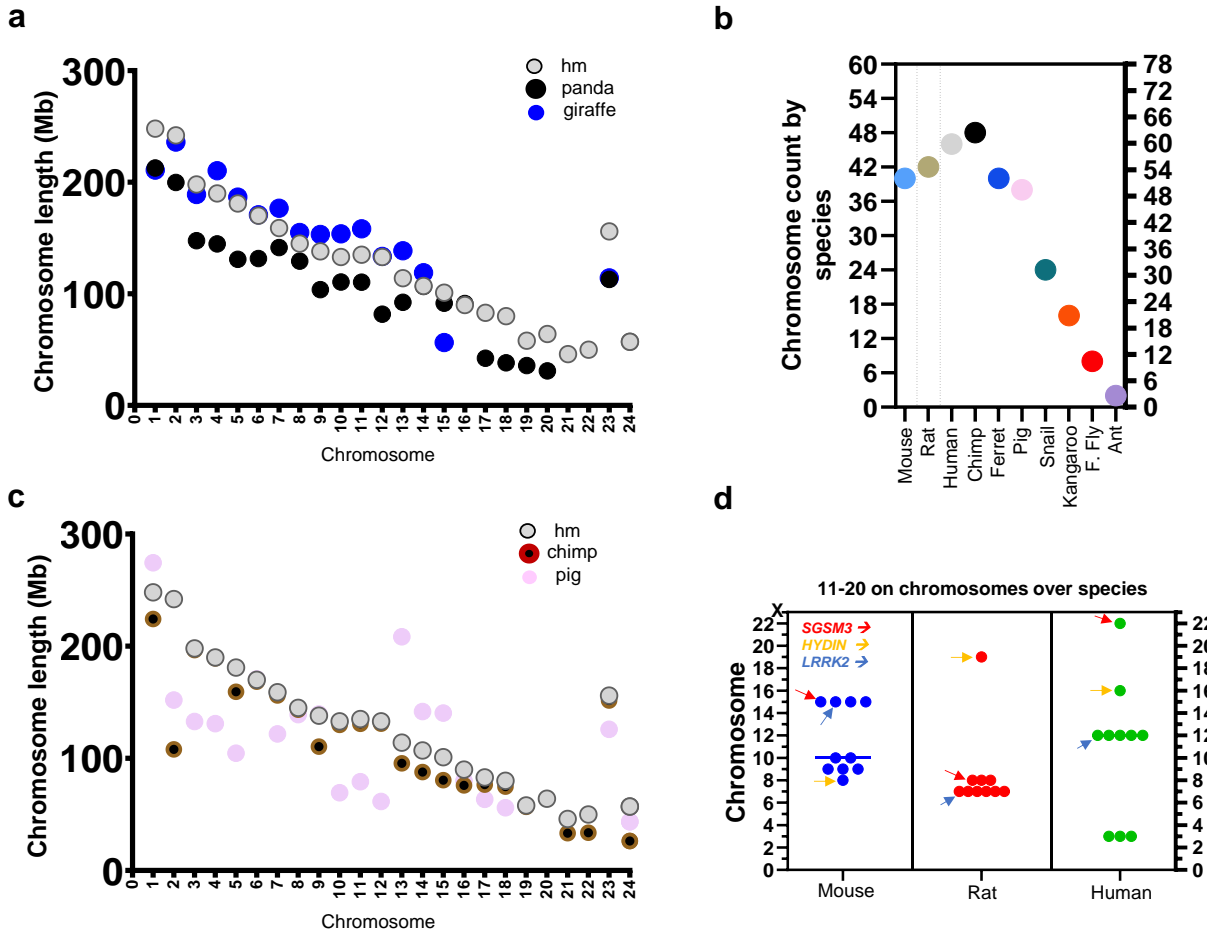 a
300
200
100
0
Chromosome length (Mb)
hm
panda
giraffe
0 1 2 3 4 5 6 7 8 9 10 11 12 13 14 15 16 17 18 19 20 21 22 23 24
Chromosome
b
60
54
48
42
36
30
24
18
12
6
0
Chromosome count by
species
78
72
66
60
54
48
42
36
30
24
18
12
6
0
Mouse
Rat
Human
Chimp
Ferret
Pig
Snail
Kangaroo
F. Fly
Ant
c
300
200
100
0
Chromosome length (Mb)
hm
chimp
pig
0 1 2 3 4 5 6 7 8 9 10 11 12 13 14 15 16 17 18 19 20 21 22 23 24
Chromosome
d
11-20 on chromosomes over species
X
22
20
18
16
14
12
10
8
6
4
2
0
Chromosome
SGSM3 →
HYDIN →
LRRK2 →
22
20
18
16
14
12
10
8
6
4
2
0
Mouse
Rat
Human